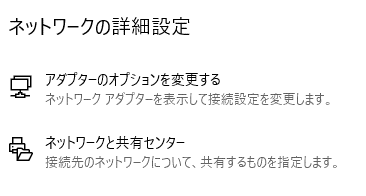 ネットワークの詳細設定
アダプターのオプションを変更する
ネットワーク アダプターを表示して接続設定を変更します。
ネットワークと共有センター
接続先のネットワークについて、共有するものを指定します。